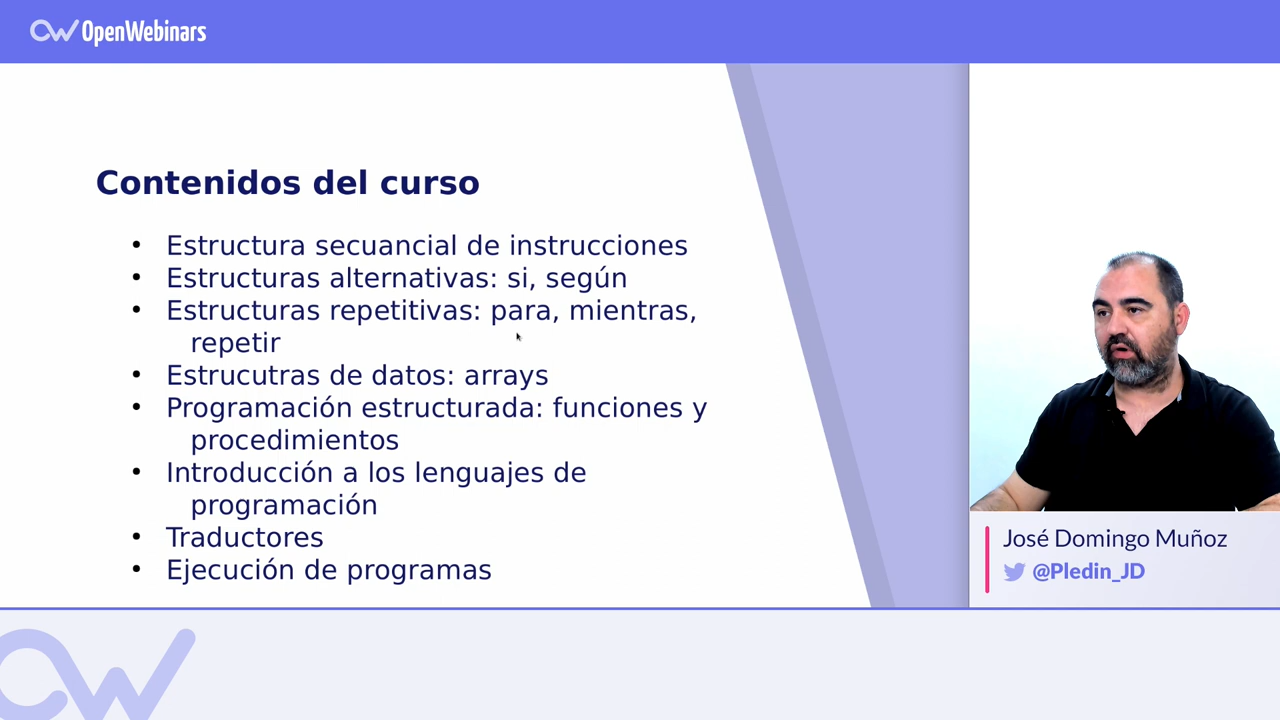 OpenWebinars
Contenidos del curso
• Estructura secuancial de instrucciones
• Estructuras alternativas: si, según
• Estructuras repetitivas: para, mientras,
repetir
• Estrucutras de datos: arrays
• Programación estructurada: funciones y
procedimientos
• Introducción a los lenguajes de
programación
• Traductores
• Ejecución de programas
José Domingo Muñoz
@Pledin_JD